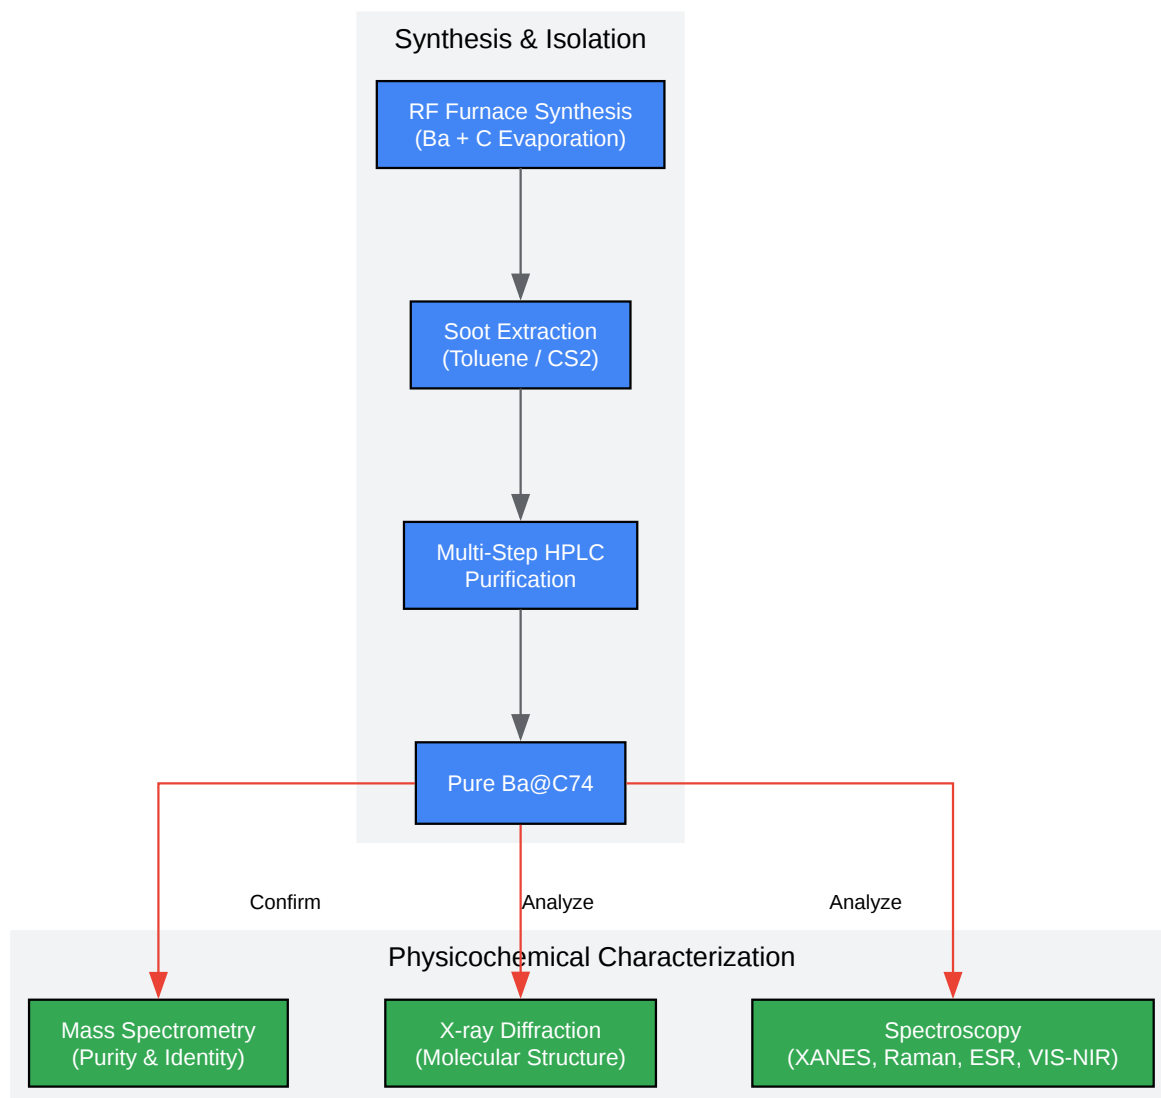 Synthesis & Isolation
RF Furnace Synthesis
(Ba + C Evaporation)
Soot Extraction
(Toluene / CS2)
Multi-Step HPLC
Purification
Pure Ba@C74
Confirm
Analyze
Analyze
Physicochemical Characterization
Mass Spectrometry
(Purity & Identity)
X-ray Diffraction
(Molecular Structure)
Spectroscopy
(XANES, Raman, ESR, VIS-NIR)